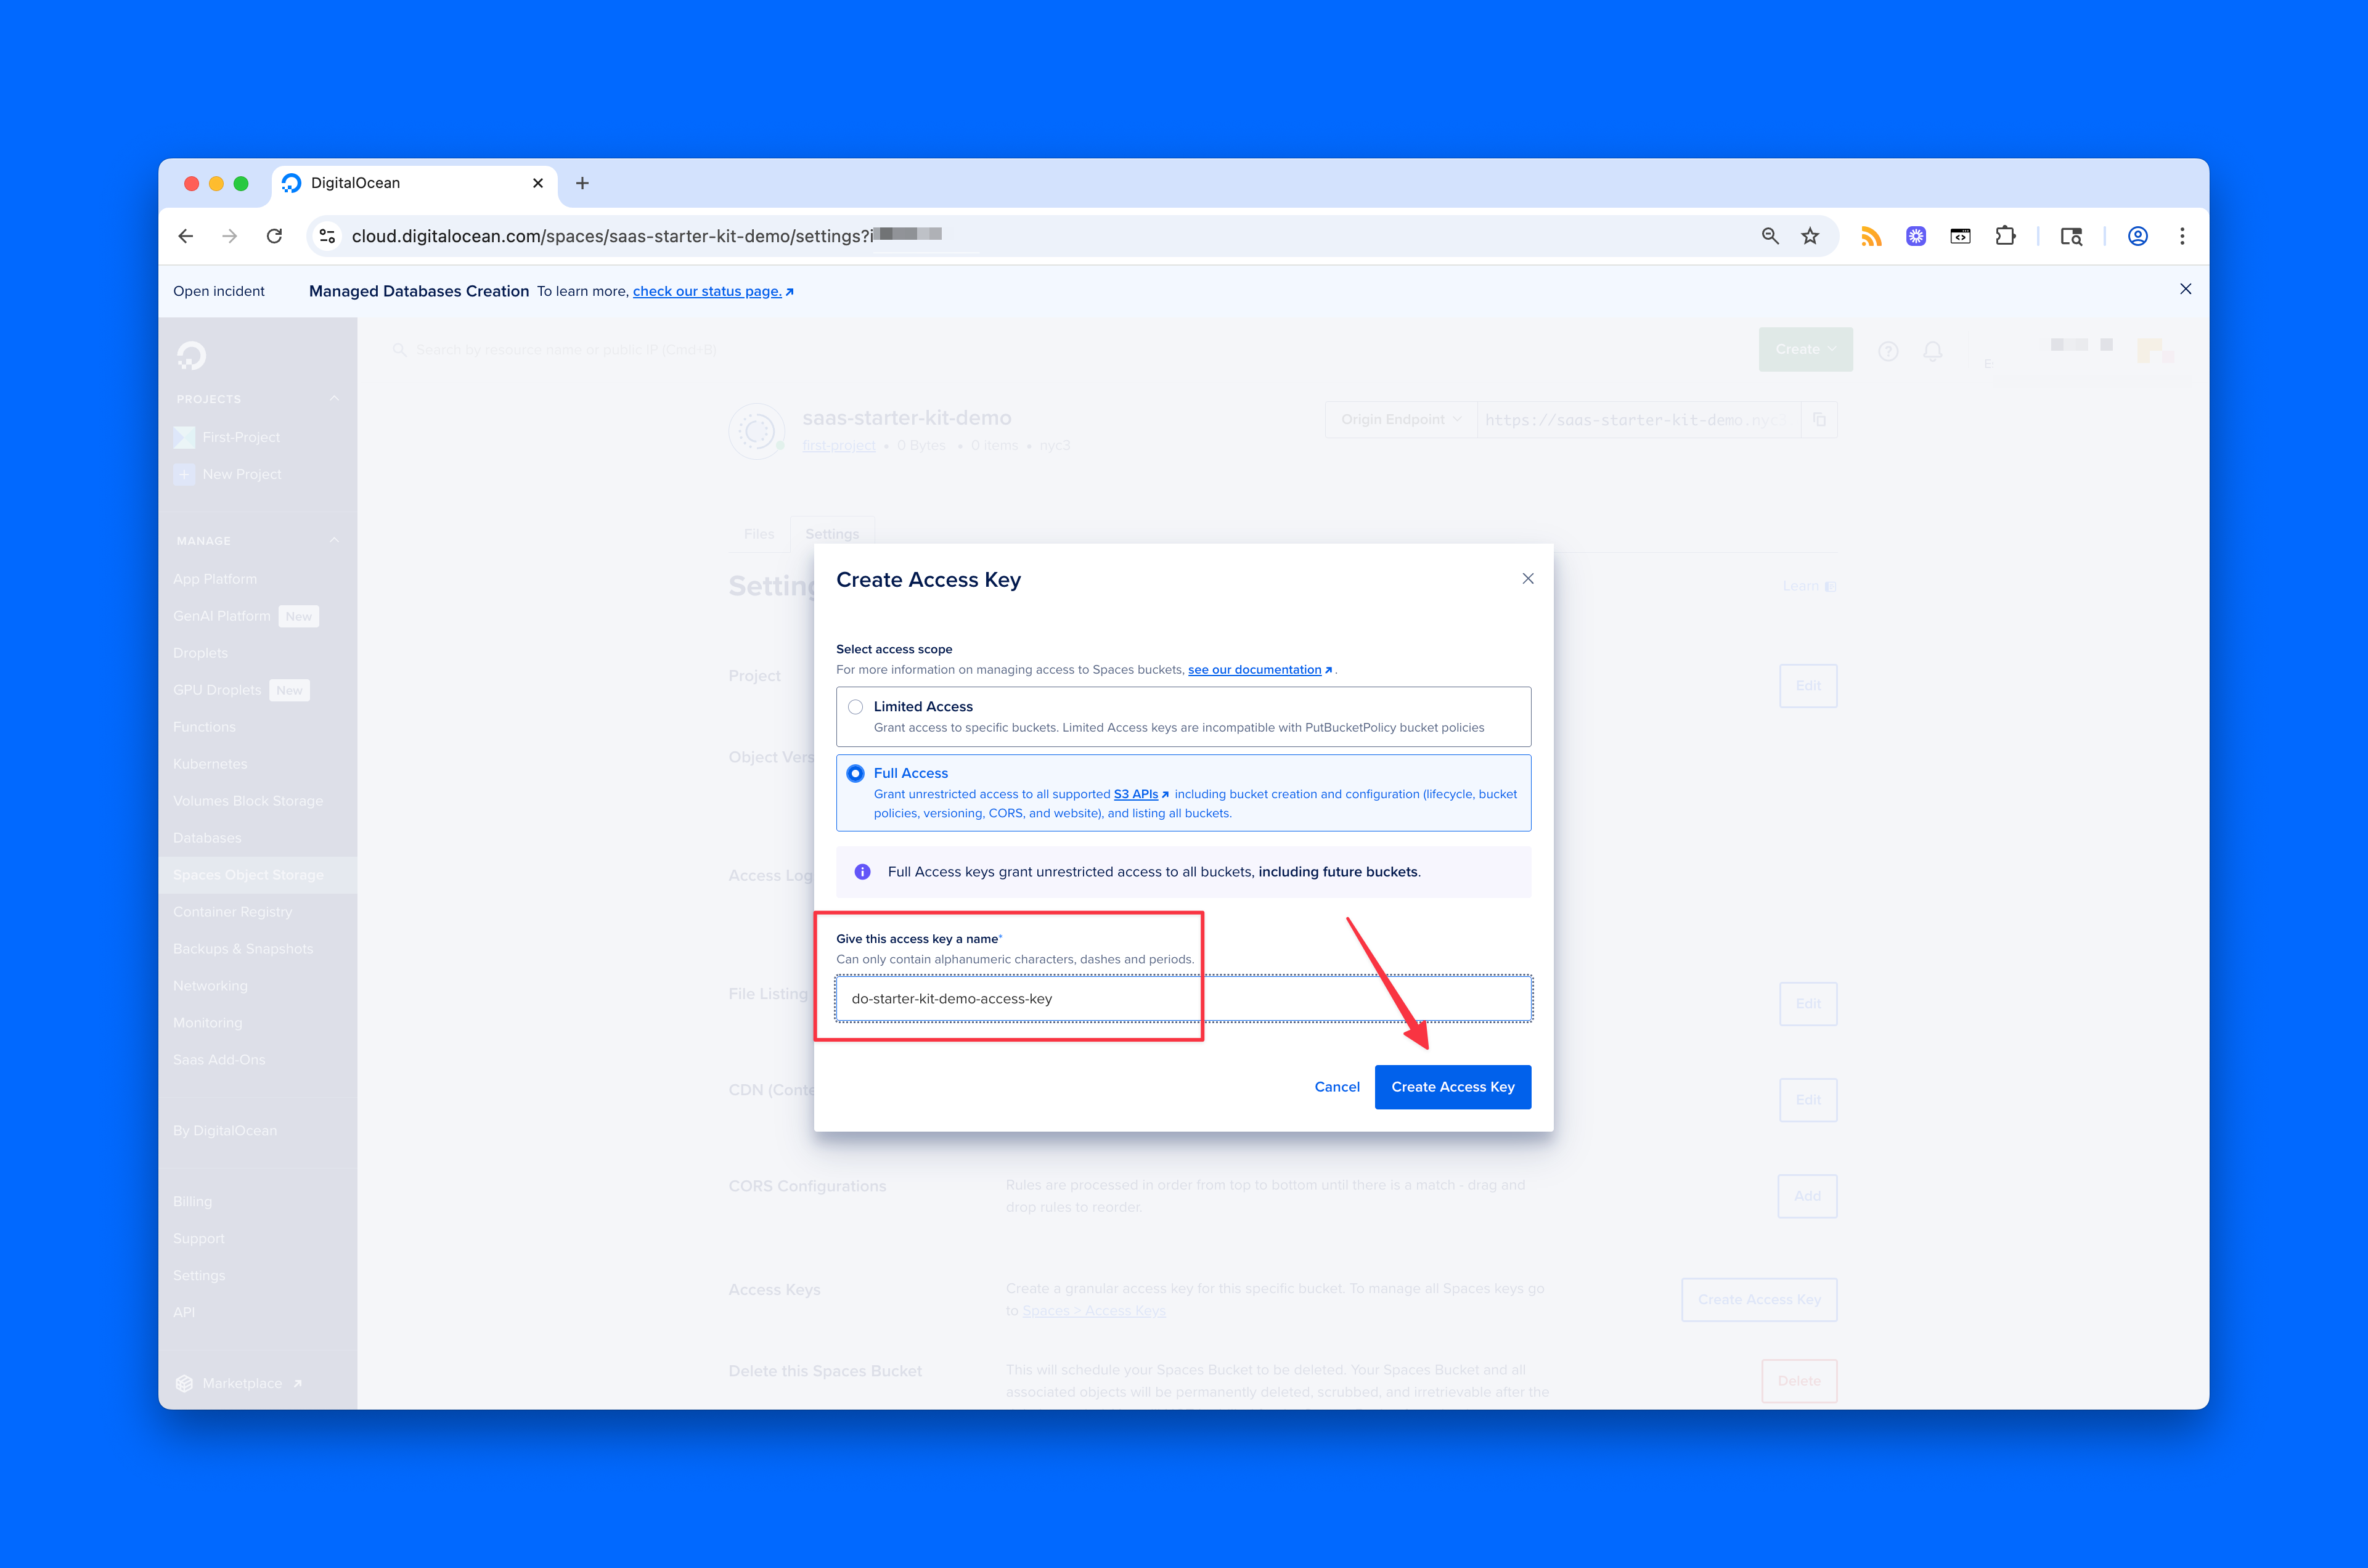 DigitalOcean
cloud.digitalocean.com/spaces/saas-starter-kit-demo/settings?i
Open incident Managed Databases Creation To learn more, check our status page.
Search by resource name or public IP (Cmd+B)
Create
E:
PROJECTS
First-Project
New Project
MANAGE
App Platform
GenAI Platform New
Droplets
GPU Droplets New
Functions
Kubernetes
Volumes Block Storage
Databases
Spaces Object Storage
Container Registry
Backups & Snapshots
Networking
Monitoring
Saas Add-Ons
By DigitalOcean
Billing
Support
Settings
API
Marketplace
saas-starter-kit-demo
first-project • 0 Bytes • 0 items • nyc3
Origin Endpoint https://saas-starter-kit-demo.nyc
Files Settings
Setting
Learn
Project
Edit
Object Vers
Access Log
File Listing
Edit
CDN (Conte
Edit
Create Access Key
Select access scope
For more information on managing access to Spaces buckets, see our documentation.
Limited Access
Grant access to specific buckets. Limited Access keys are incompatible with PutBucketPolicy bucket policies
Full Access
Grant unrestricted access to all supported S3 APIs including bucket creation and configuration (lifecycle, bucket
policies, versioning, CORS, and website), and listing all buckets.
Full Access keys grant unrestricted access to all buckets, including future buckets.
Give this access key a name*
Can only contain alphanumeric characters, dashes and periods.
do-starter-kit-demo-access-key
Cancel Create Access Key
CORS Configurations
Rules are processed in order from top to bottom until there is a match - drag and
drop rules to reorder.
Add
Access Keys
Create a granular access key for this specific bucket. To manage all Spaces keys go
to Spaces > Access Keys
Create Access Key
Delete this Spaces Bucket
This will schedule your Spaces Bucket to be deleted. Your Spaces Bucket and all
associated objects will be permanently deleted, scrubbed, and irretrievable after the
Delete